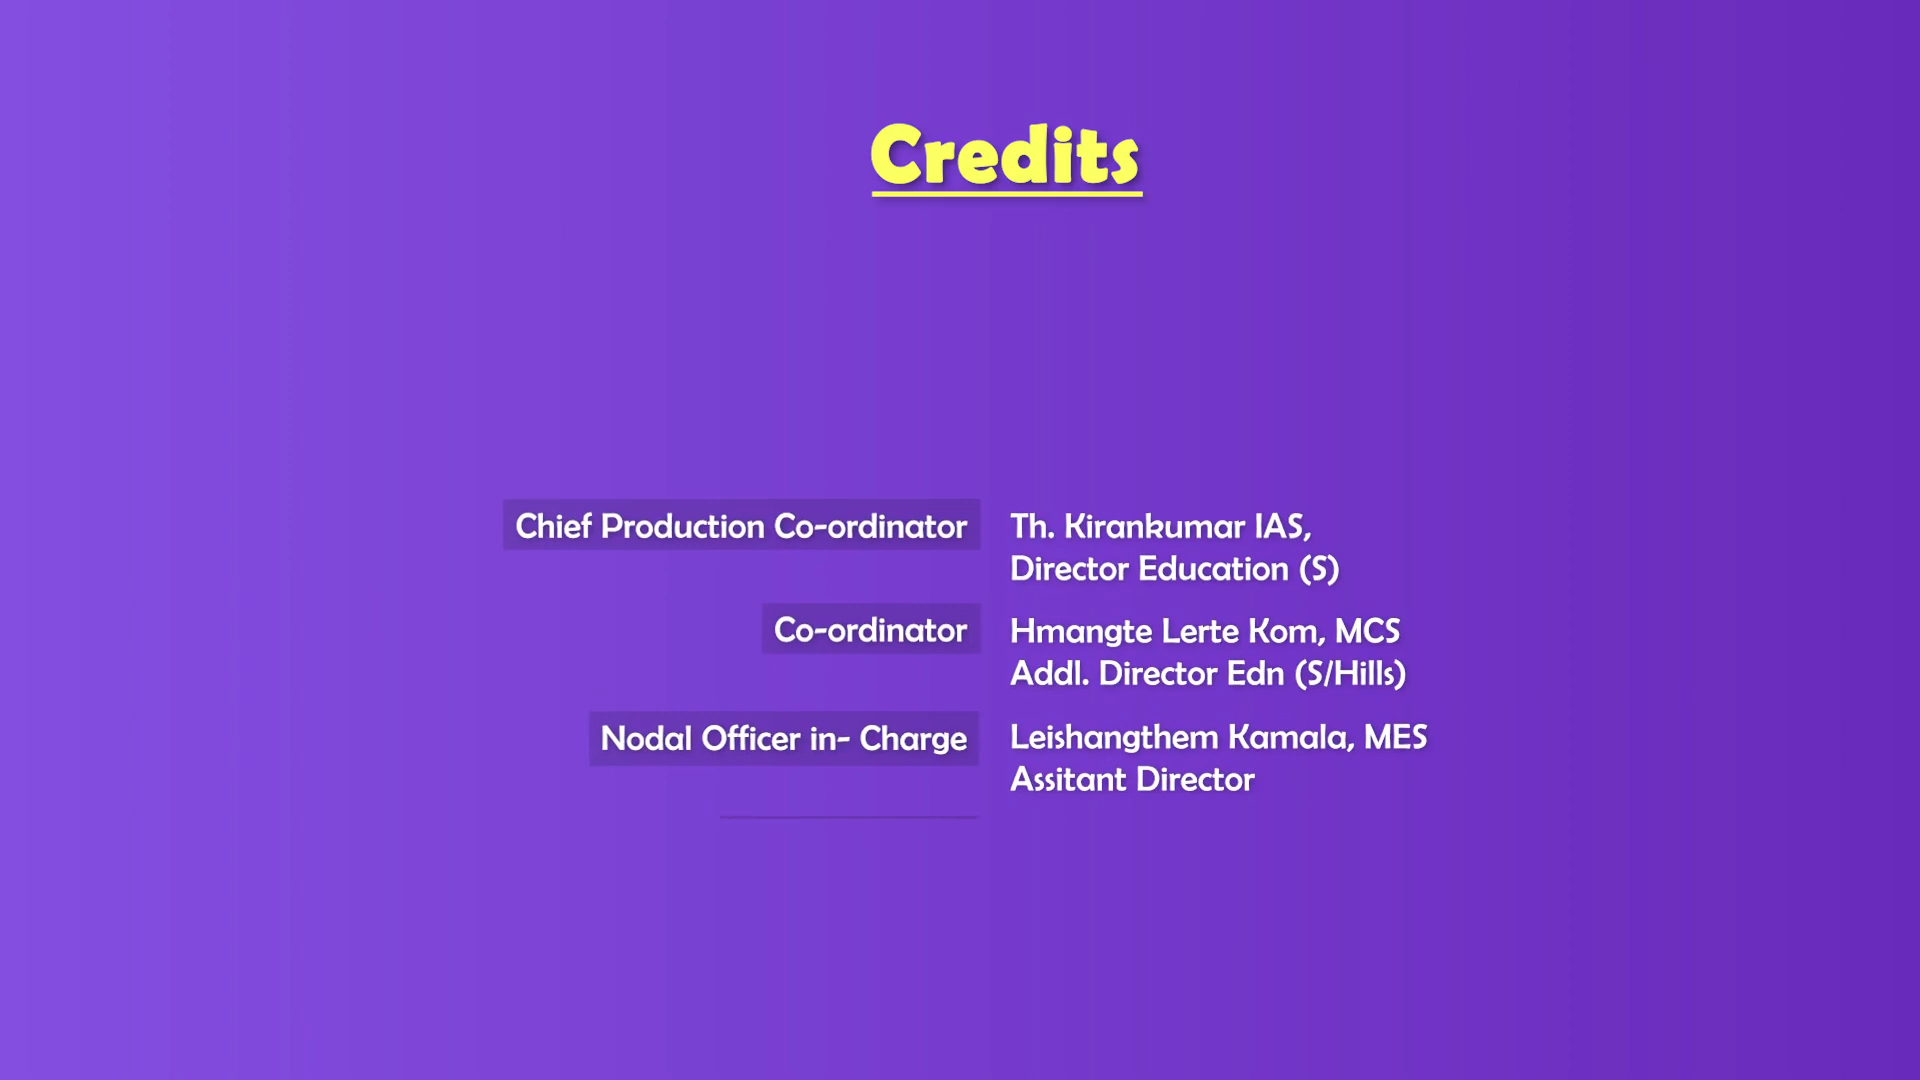 Credits
Chief Production Co-ordinator Th. Kirankumar IAS,
Director Education (S)
Co-ordinator Hmangte Lerte Kom, MCS
Addl. Director Edn (S/Hills)
Nodal Officer in- Charge Leishangthem Kamala, MES
Assitant Director